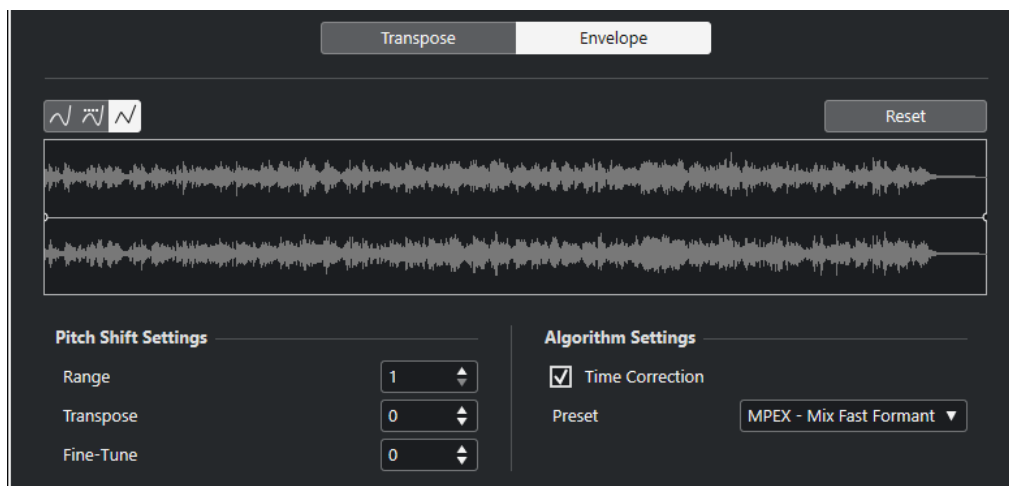 Transpose Envelope
Reset
Pitch Shift Settings
Range 1
Transpose 0
Fine-Tune 0
Algorithm Settings
Time Correction
Preset MPEX - Mix Fast Formant